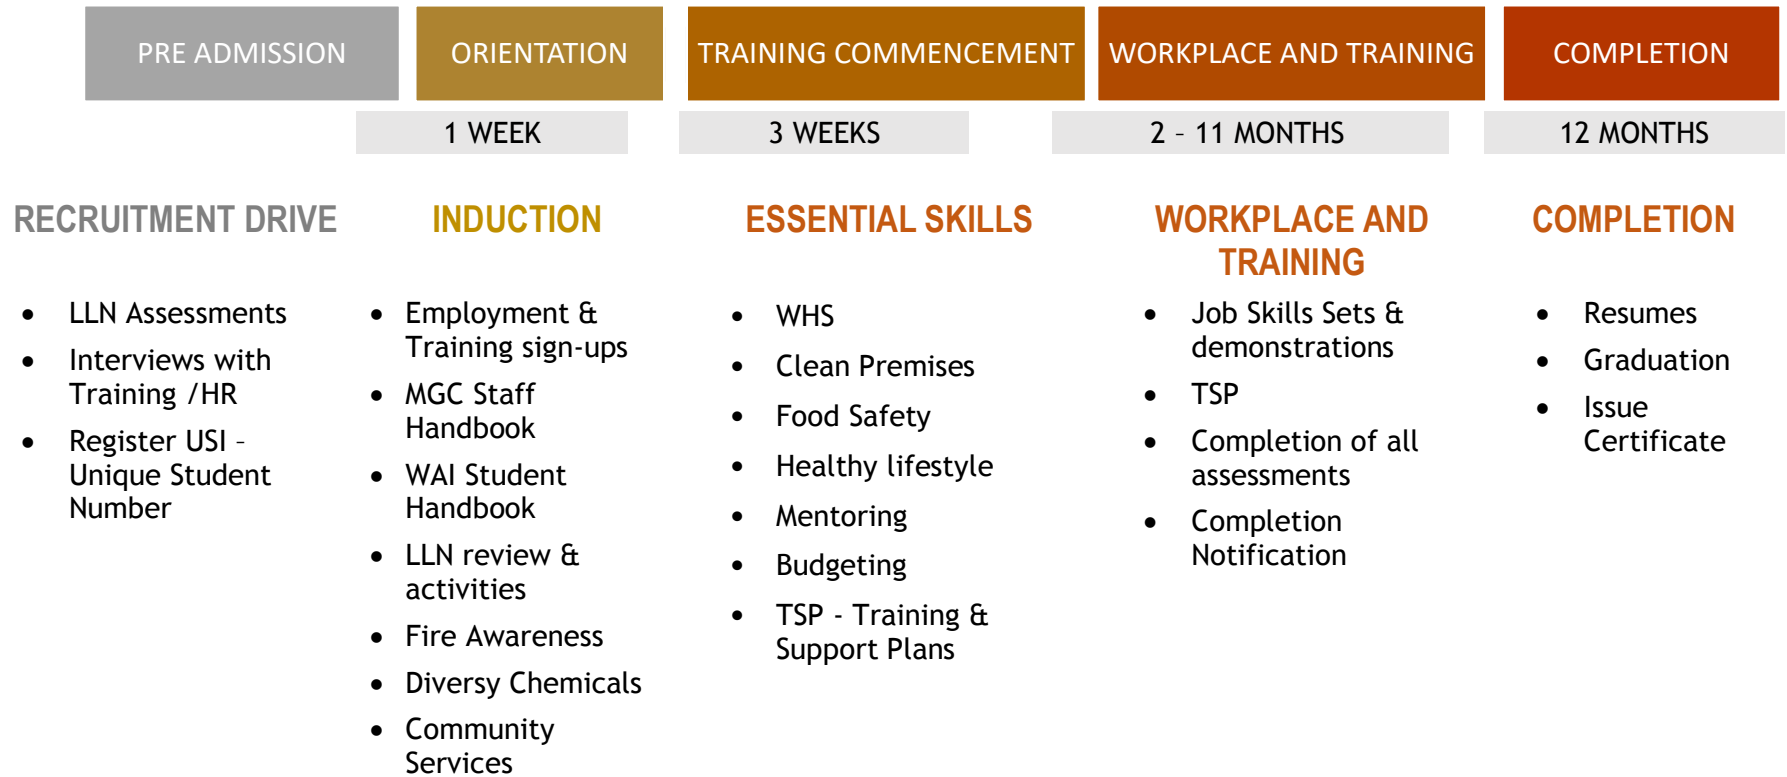 PRE ADMISSION
ORIENTATION
TRAINING COMMENCEMENT
WORKPLACE AND TRAINING
COMPLETION
1 WEEK
3 WEEKS
2 – 11 MONTHS
12 MONTHS
RECRUITMENT DRIVE
• LLN Assessments
• Interviews with
Training /HR
• Register USI –
Unique Student
Number
INDUCTION
• Employment &
Training sign-ups
• MGC Staff
Handbook
• WAI Student
Handbook
• LLN review &
activities
• Fire Awareness
• Diversy Chemicals
• Community
Services
ESSENTIAL SKILLS
• WHS
• Clean Premises
• Food Safety
• Healthy lifestyle
• Mentoring
• Budgeting
• TSP - Training &
Support Plans
WORKPLACE AND
TRAINING
• Job Skills Sets &
demonstrations
• TSP
• Completion of all
assessments
• Completion
Notification
COMPLETION
• Resumes
• Graduation
• Issue
Certificate